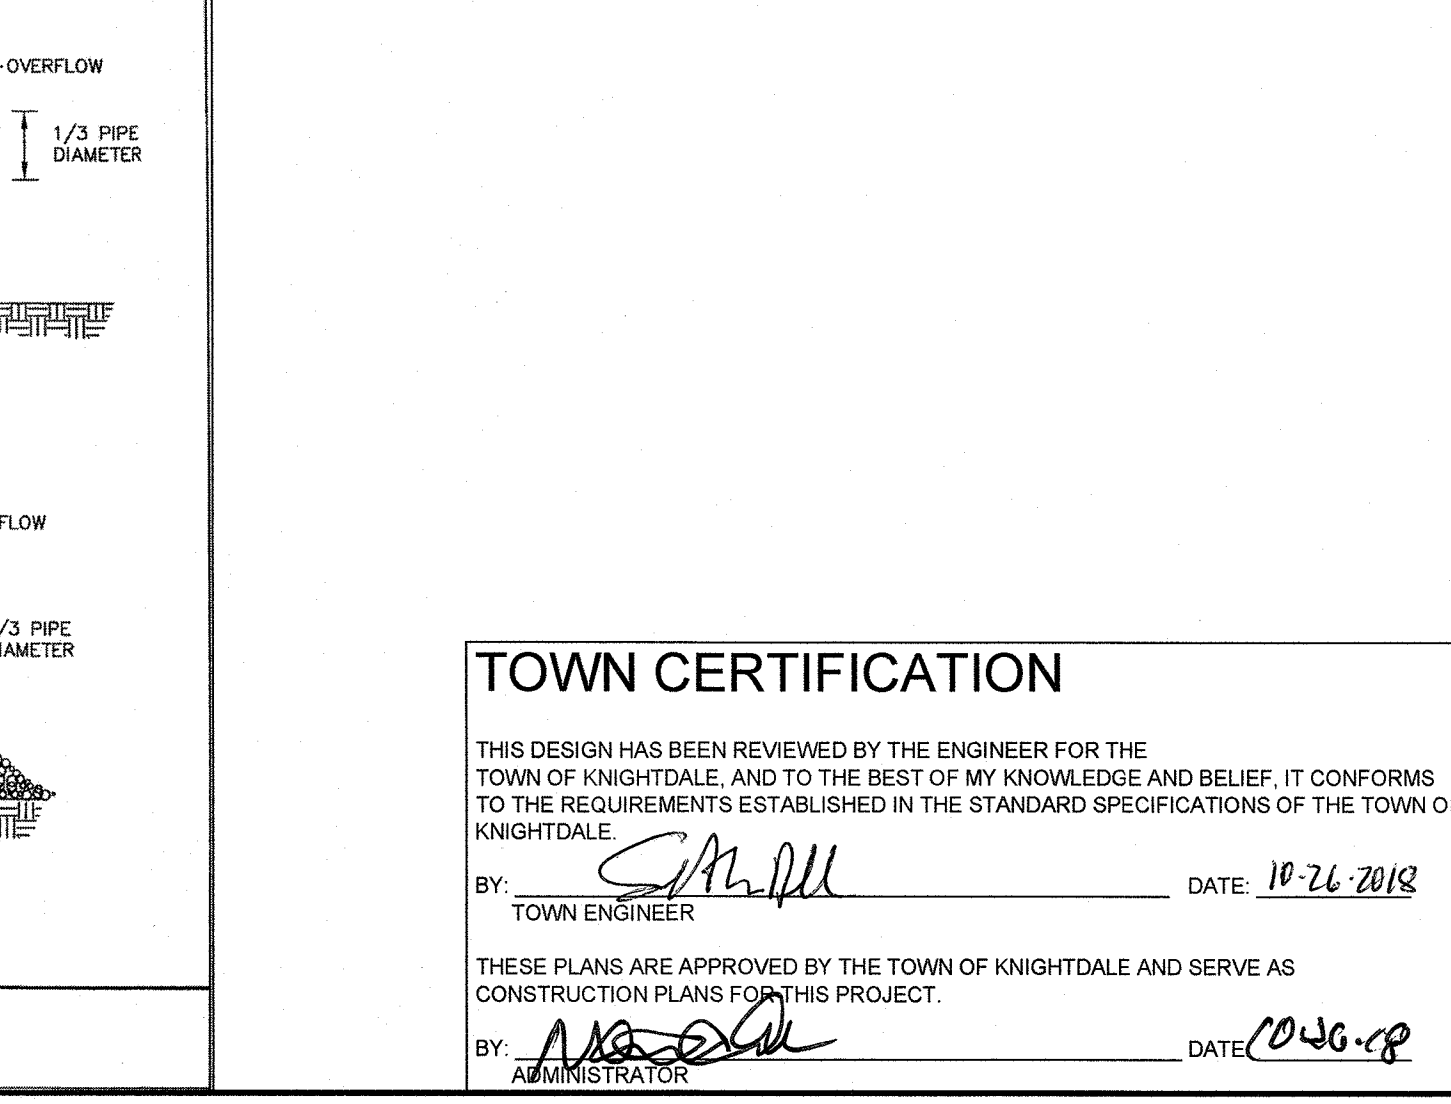 OVERFLOW
1/3 PIPE
DIAMETER
FLOW
/3 PIPE
IAMETER
TOWN CERTIFICATION
THIS DESIGN HAS BEEN REVIEWED BY THE ENGINEER FOR THE
TOWN OF KNIGHTDALE, AND TO THE BEST OF MY KNOWLEDGE AND BELIEF, IT CONFORMS
TO THE REQUIREMENTS ESTABLISHED IN THE STANDARD SPECIFICATIONS OF THE TOWN O
KNIGHTDALE.
BY: DATE: 10-26-2018
TOWN ENGINEER
THESE PLANS ARE APPROVED BY THE TOWN OF KNIGHTDALE AND SERVE AS
CONSTRUCTION PLANS FOR THIS PROJECT.
BY: DATE 10-26-18
ADMINISTRATOR